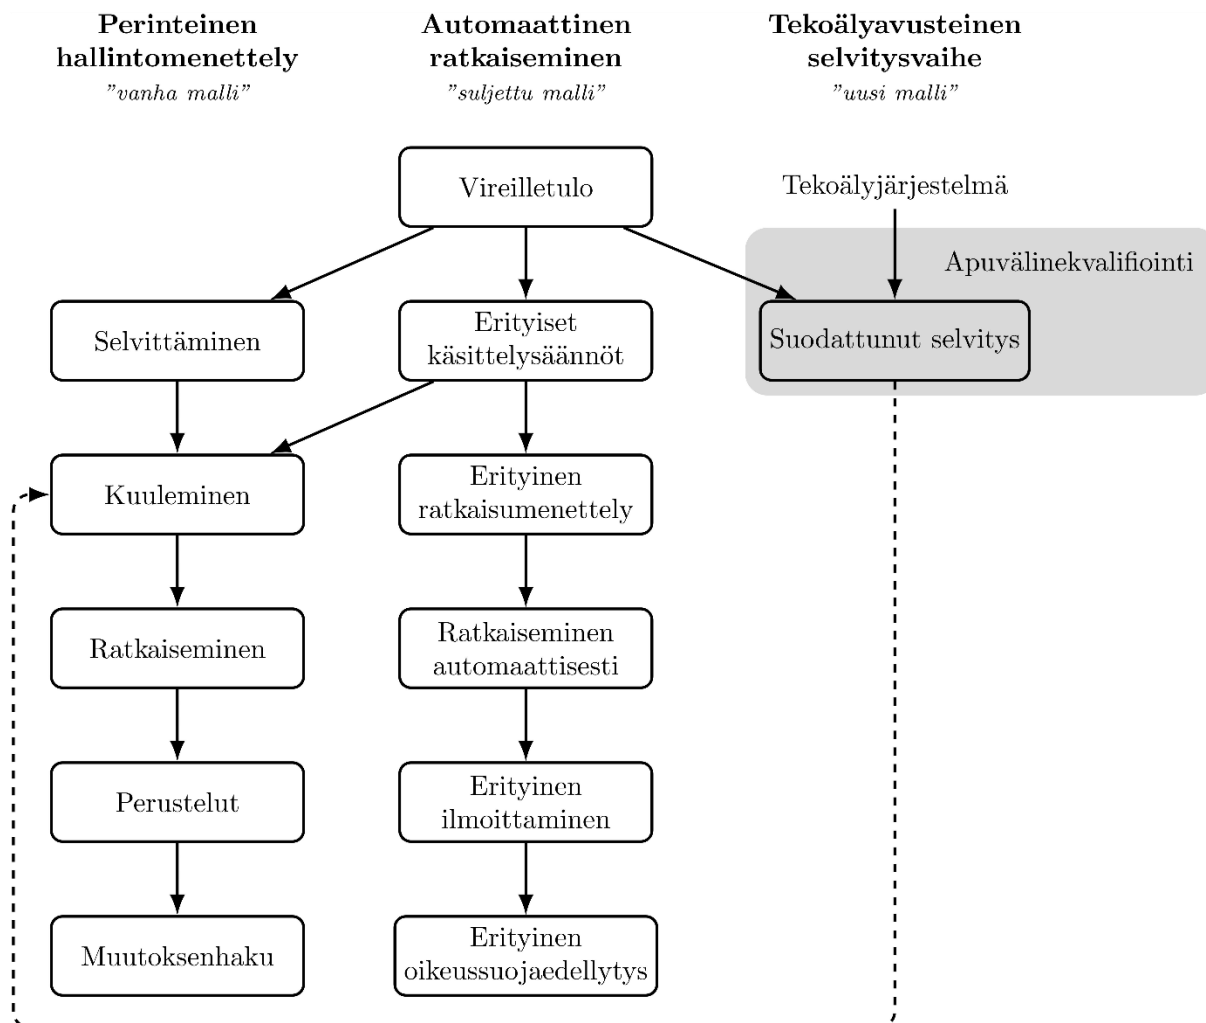 Perinteinen
hallintomenettely
"vanha malli"
Automaattinen
ratkaiseminen
"suljettu malli"
Tekoälyavusteinen
selvitysvaihe
"uusi malli"
Vireilletulo
Tekoälyjärjestelmä
Apuvälinekvalifiointi
Selvittäminen
Erityiset
käsittelysäännöt
Suodattunut selvitys
Kuuleminen
Erityinen
ratkaisumenettely
Ratkaiseminen
Ratkaiseminen
automaattisesti
Perustelut
Erityinen
ilmoittaminen
Muutoksenhaku
Erityinen
oikeussuojaedellytys